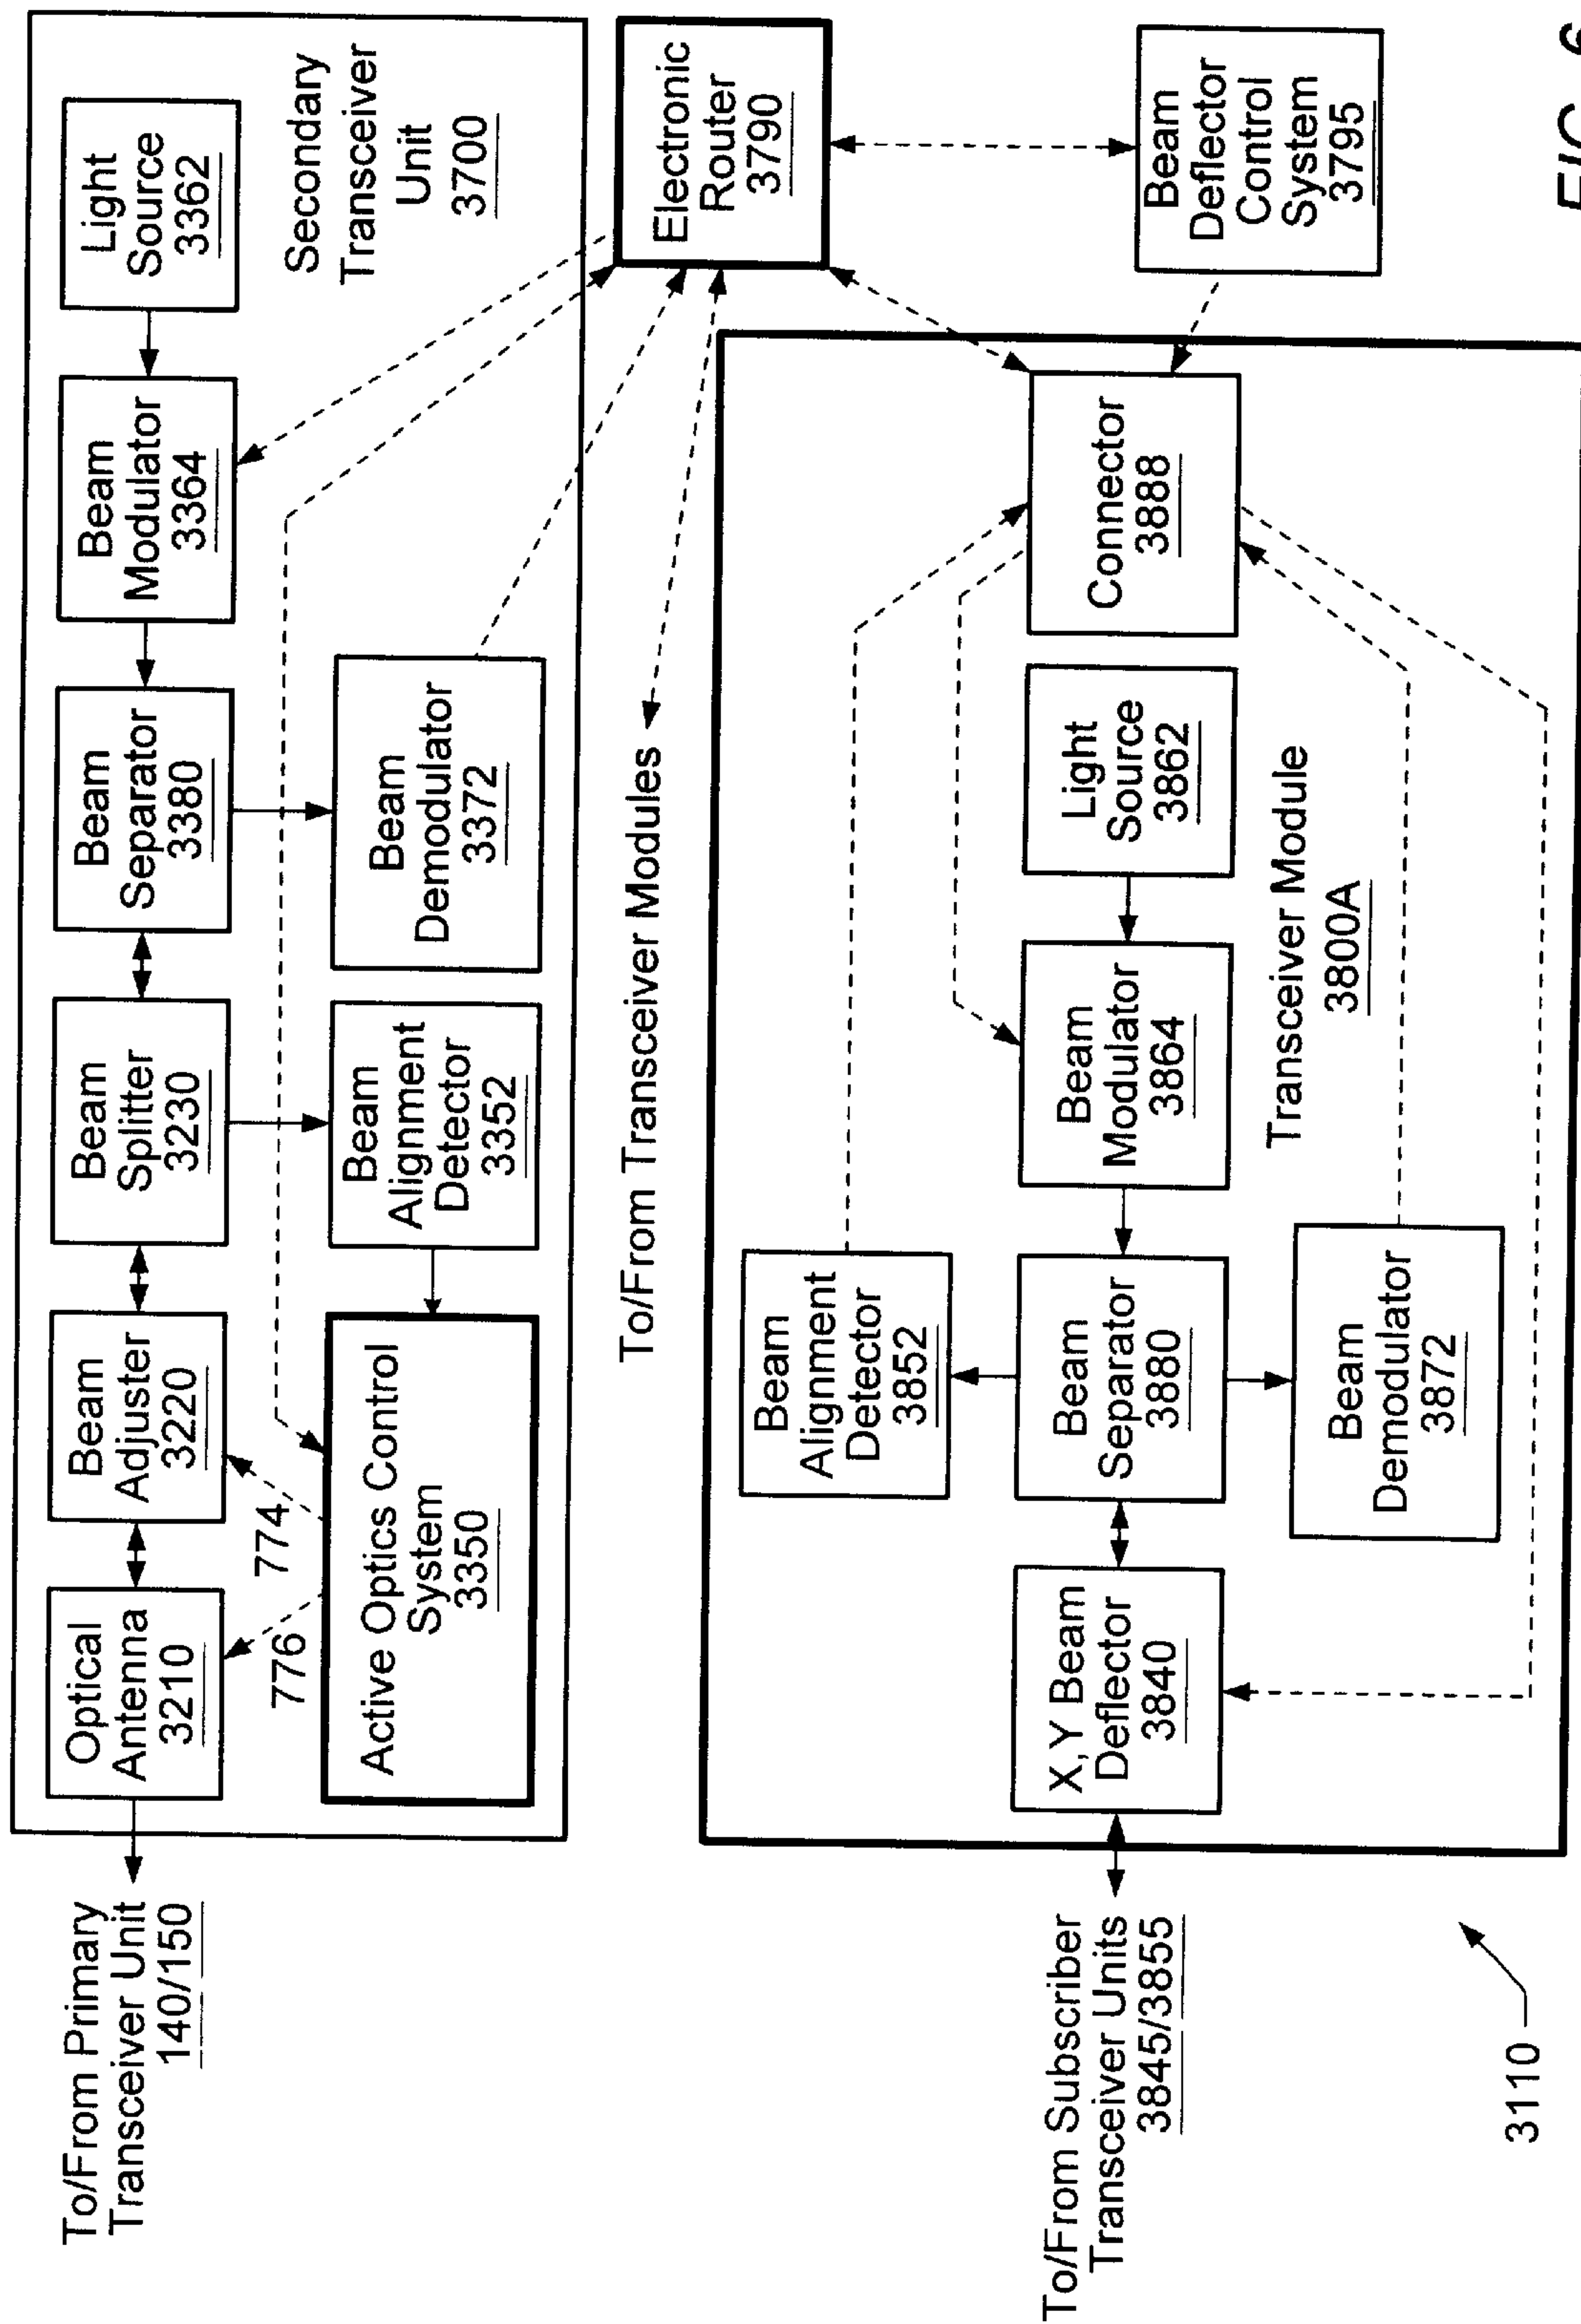 To/From Primary
Transceiver Unit
140/150
Optical
Antenna
3210
Beam
Adjuster
3220
Beam
Splitter
3230
Beam
Separator
3380
Beam
Modulator
3364
Light
Source
3362
776
774
Active Optics Control
System
3350
Beam
Alignment
Detector
3352
Beam
Demodulator
3372
Secondary
Transceiver
Unit
3700
To/From Transceiver Modules
Electronic
Router
3790
Beam
Alignment
Detector
3852
To/From Subscriber
Transceiver Units
3845/3855
X,Y Beam
Deflector
3840
Beam
Separator
3880
Beam
Modulator
3864
Light
Source
3862
Connector
3888
Beam
Deflector
Control
System
3795
Beam
Demodulator
3872
Transceiver Module
3800A
3110
FIG. 6